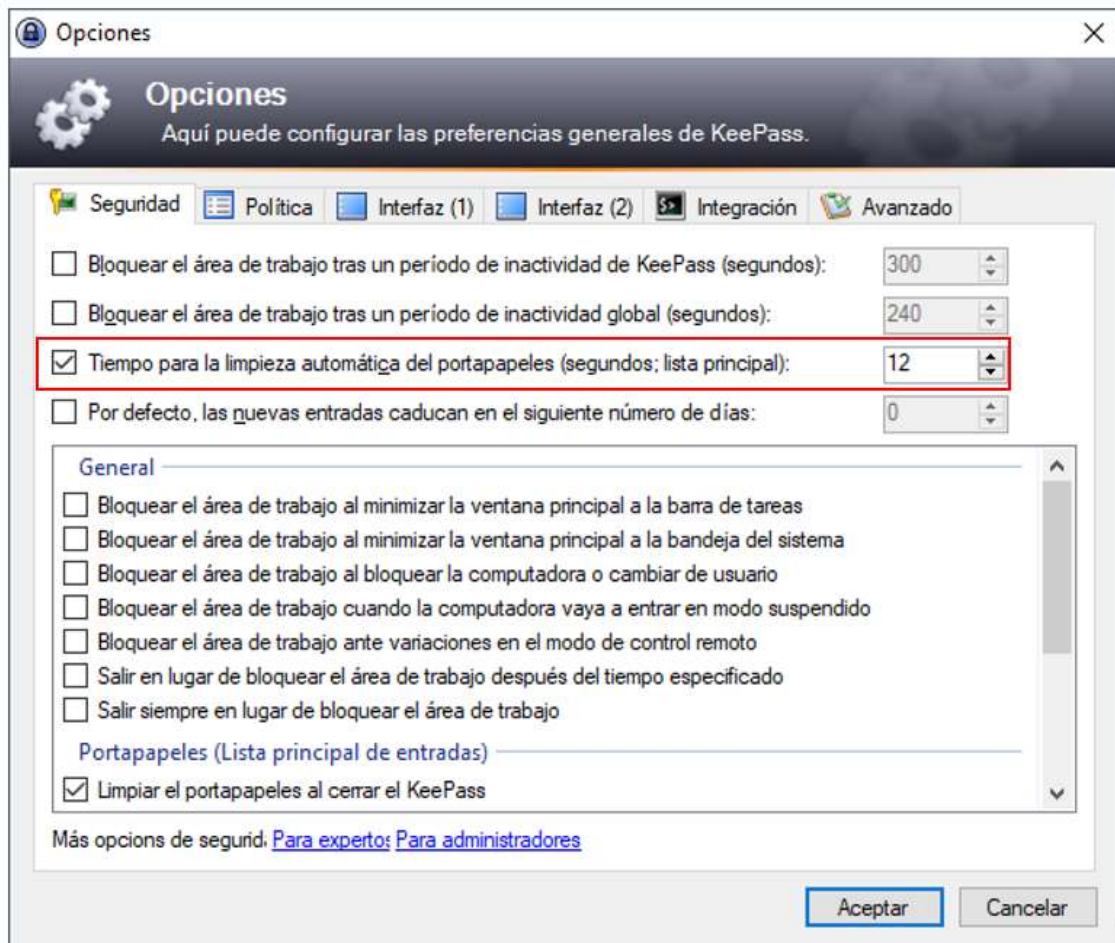 Opciones
Opciones
Aquí puede configurar las preferencias generales de KeePass.
Seguridad Política Interfaz (1) Interfaz (2) Integración Avanzado
Bloquear el área de trabajo tras un período de inactividad de KeePass (segundos): 300
Bloquear el área de trabajo tras un período de inactividad global (segundos): 240
Tiempo para la limpieza automática del portapapeles (segundos; lista principal): 12
Por defecto, las nuevas entradas caducan en el siguiente número de días: 0
General
Bloquear el área de trabajo al minimizar la ventana principal a la barra de tareas
Bloquear el área de trabajo al minimizar la ventana principal a la bandeja del sistema
Bloquear el área de trabajo al bloquear la computadora o cambiar de usuario
Bloquear el área de trabajo cuando la computadora vaya a entrar en modo suspendido
Bloquear el área de trabajo ante variaciones en el modo de control remoto
Salir en lugar de bloquear el área de trabajo después del tiempo especificado
Salir siempre en lugar de bloquear el área de trabajo
Portapapeles (Lista principal de entradas)
Limpiar el portapapeles al cerrar el KeePass
Más opcions de segurid Para expertos Para administradores
Aceptar Cancelar